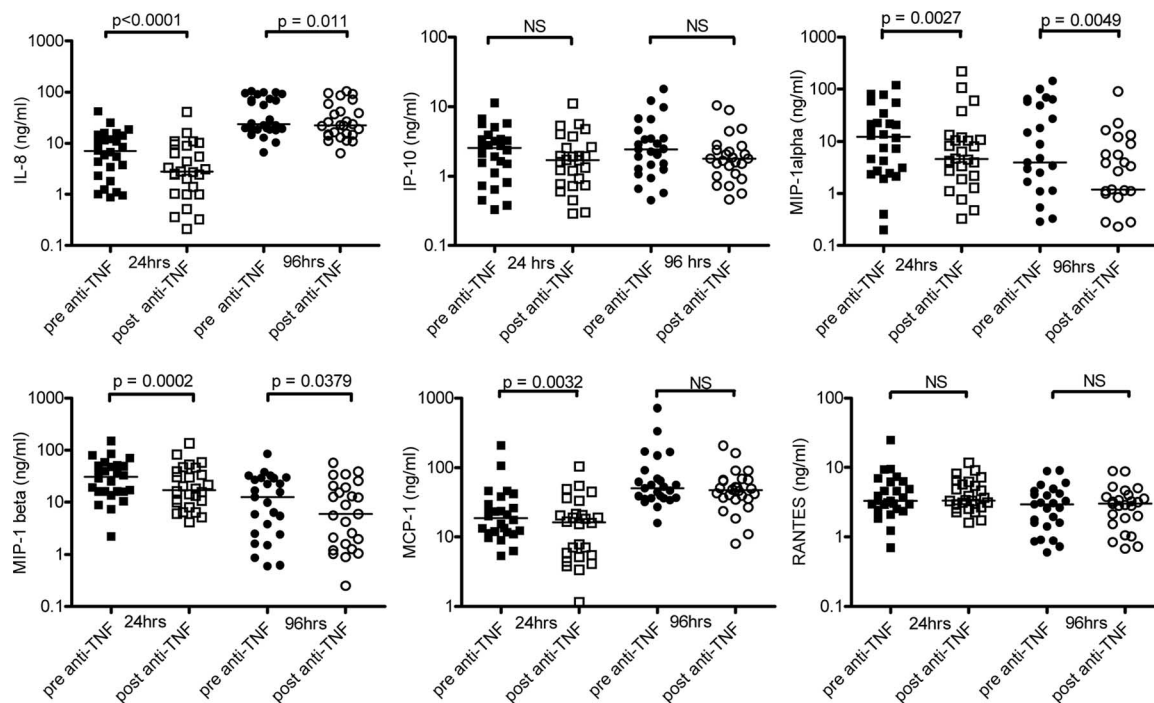 p<0.0001
p = 0.011
1000
100
10
1
0.1
IL-8 (ng/ml)
24hrs
96hrs
pre anti-TNF
post anti-TNF
pre anti-TNF
post anti-TNF
NS
NS
100
10
1
0.1
IP-10 (ng/ml)
24 hrs
96 hrs
pre anti-TNF
post anti-TNF
pre anti-TNF
post anti-TNF
p = 0.0027
p = 0.0049
1000
100
10
1
0.1
MIP-1alpha (ng/ml)
24hrs
96hrs
pre anti-TNF
post anti-TNF
pre anti-TNF
post anti-TNF
p = 0.0002
p = 0.0379
1000
100
10
1
0.1
MIP-1 beta (ng/ml)
24hrs
96hrs
pre anti-TNF
post anti-TNF
pre anti-TNF
post anti-TNF
p = 0.0032
NS
1000
100
10
1
MCP-1 (ng/ml)
24hrs
96hrs
pre anti-TNF
post anti-TNF
pre anti-TNF
post anti-TNF
NS
NS
100
10
1
0.1
RANTES (ng/ml)
24hrs
96hrs
pre anti-TNF
post anti-TNF
pre anti-TNF
post anti-TNF